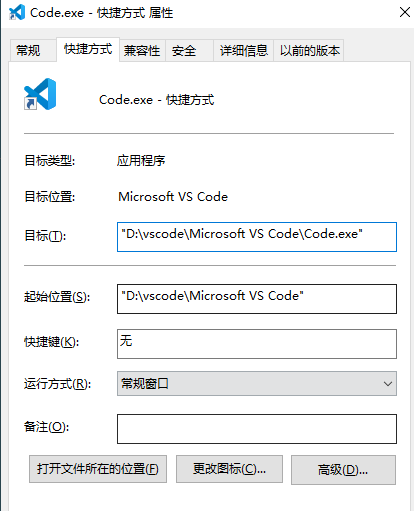 Code.exe - 快捷方式 属性
常规 快捷方式 兼容性 安全 详细信息 以前的版本
Code.exe - 快捷方式
目标类型: 应用程序
目标位置: Microsoft VS Code
目标(T): "D:\vscode\Microsoft VS Code\Code.exe"
起始位置(S): "D:\vscode\Microsoft VS Code"
快捷键(K): 无
运行方式(R): 常规窗口
备注(O):
打开文件所在的位置(F) 更改图标(C)... 高级(D)...